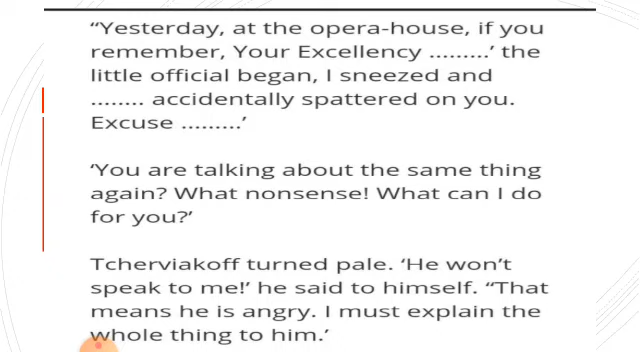 “Yesterday, at the opera-house, if you
remember, Your Excellency .........’ the
little official began, I sneezed and
........ accidentally spattered on you.
Excuse .........’
‘You are talking about the same thing
again? What nonsense! What can I do
for you?’
Tcherviakoff turned pale. ‘He won’t
speak to me!’ he said to himself. “That
means he is angry. I must explain the
whole thing to him.’